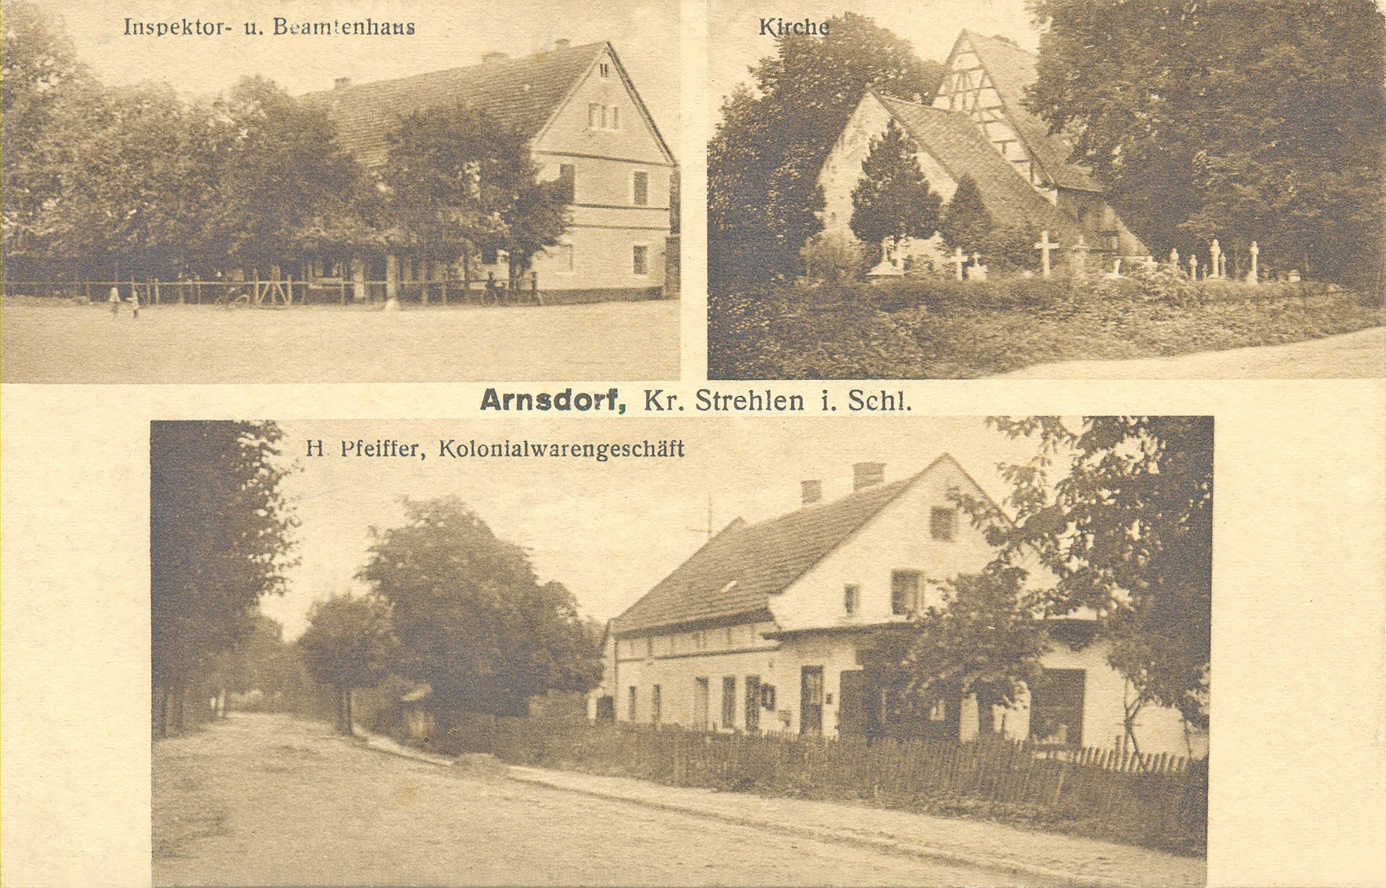 Inspektor- u. Beamtenhaus
Kirche
Arnsdorf, Kr. Strehlen i. Schl.
H. Pfeiffer, Kolonialwarengeschäft